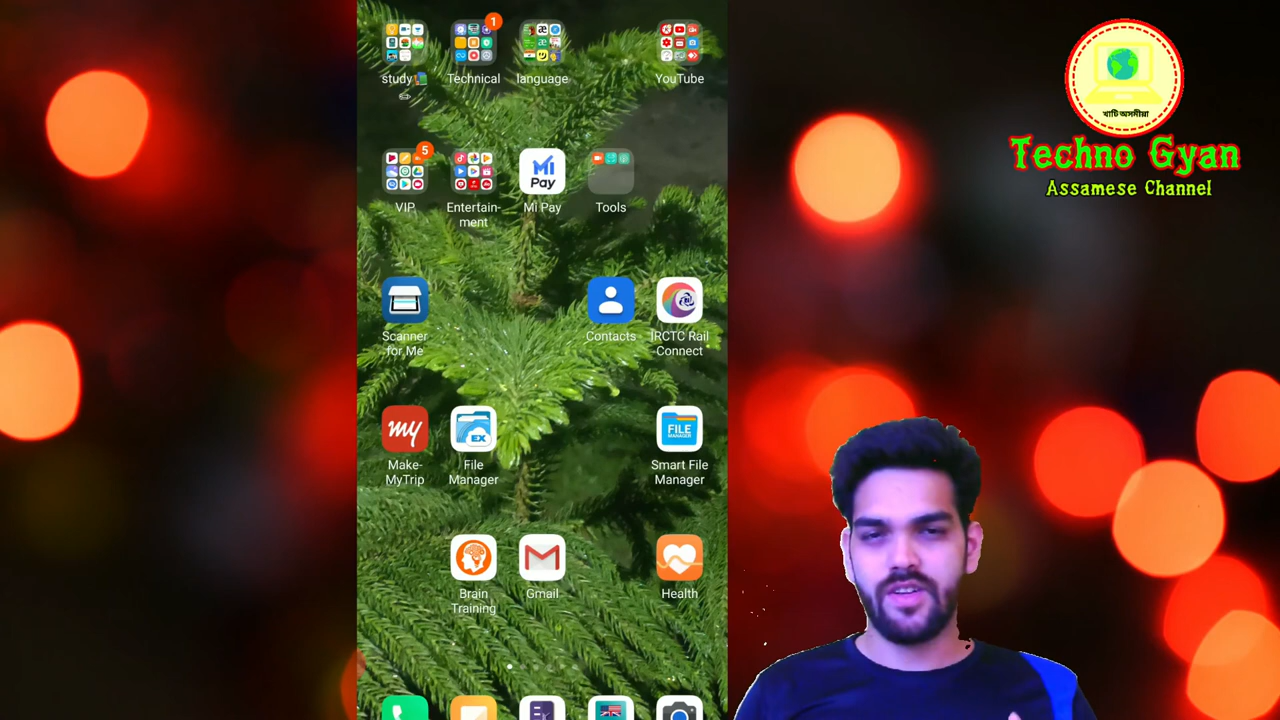 study
Technical
1
language
YouTube
VIP
5
Entertain-
ment
Mi
Pay
Mi Pay
Tools
Scanner
for Me
Contacts
IRCTC Rail
Connect
my
Make-
MyTrip
EX
File
Manager
FILE
MANAGER
Smart File
Manager
Brain
Training
Gmail
Health
খাটি অসমীয়া
Techno Gyan
Assamese Channel